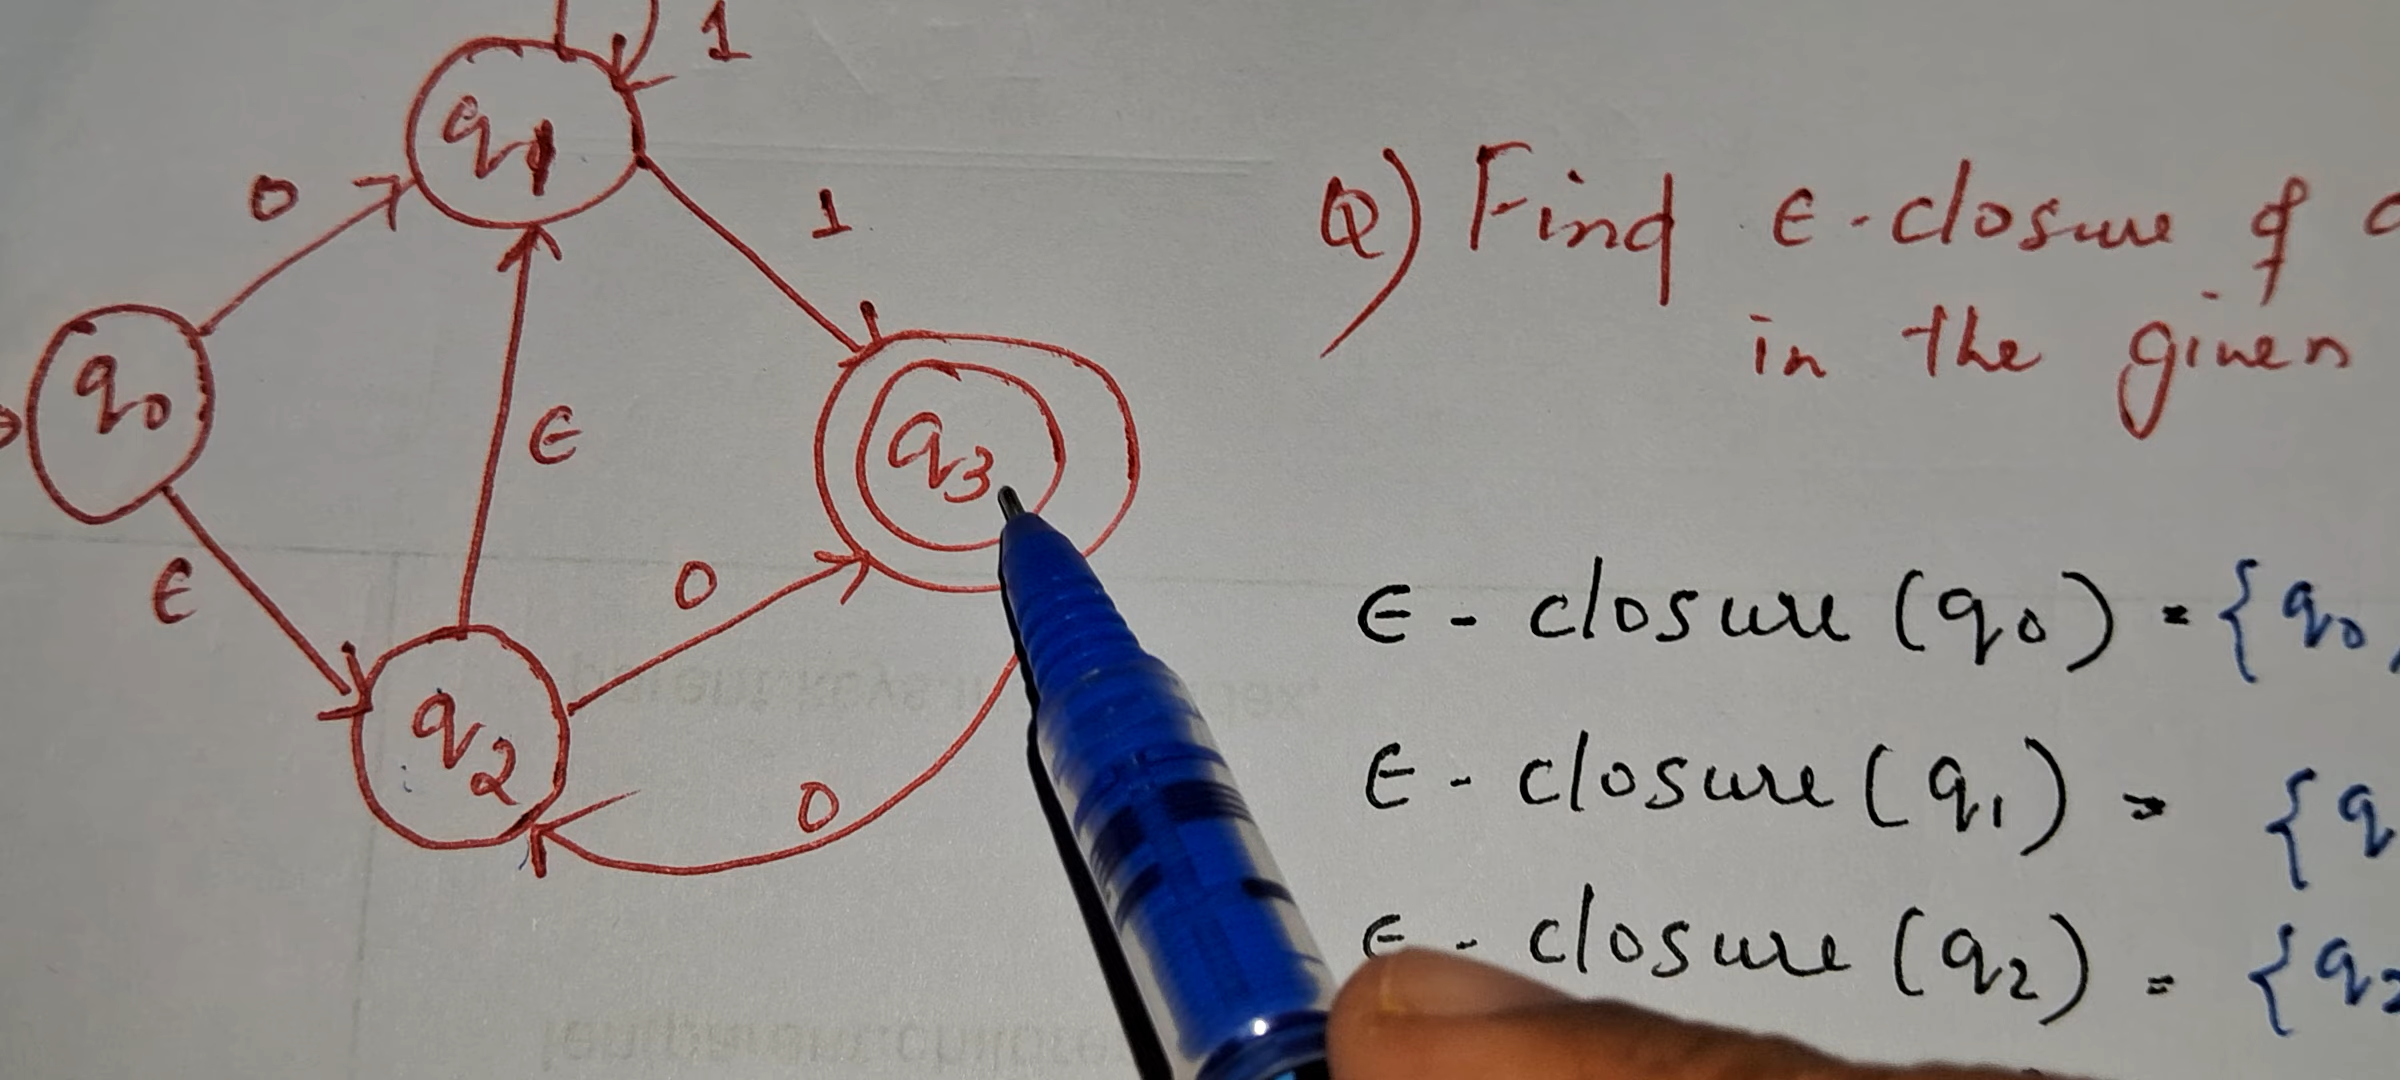 1
q1
0
1
Q) Find ε-closure of
in the given
q0
ε
q3
ε
0
ε - closure (q0) = {q0,
q2
0
ε - closure (q1) = {q
ε - closure (q2) = {q2